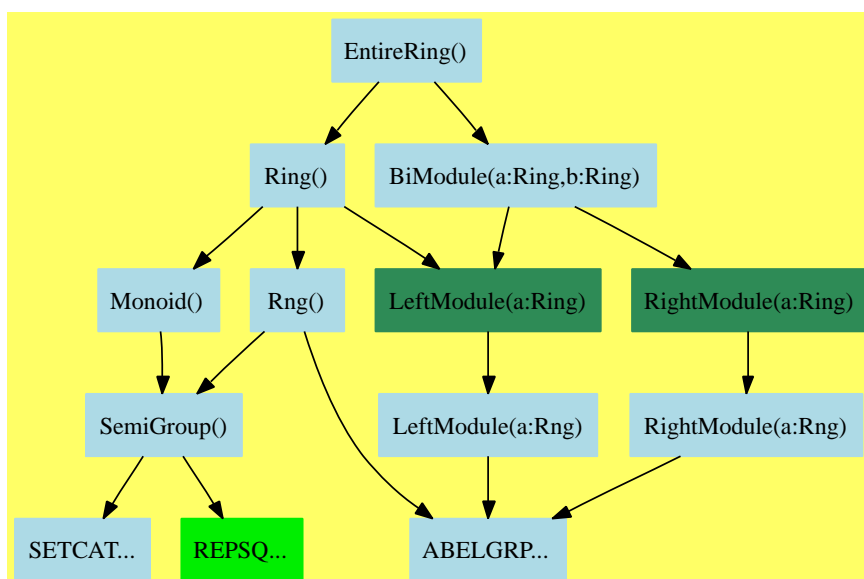 EntireRing()
Ring()
BiModule(a:Ring,b:Ring)
Monoid()
Rng()
LeftModule(a:Ring)
RightModule(a:Ring)
SemiGroup()
LeftModule(a:Rng)
RightModule(a:Rng)
SETCAT...
REPSQ...
ABELGRP...